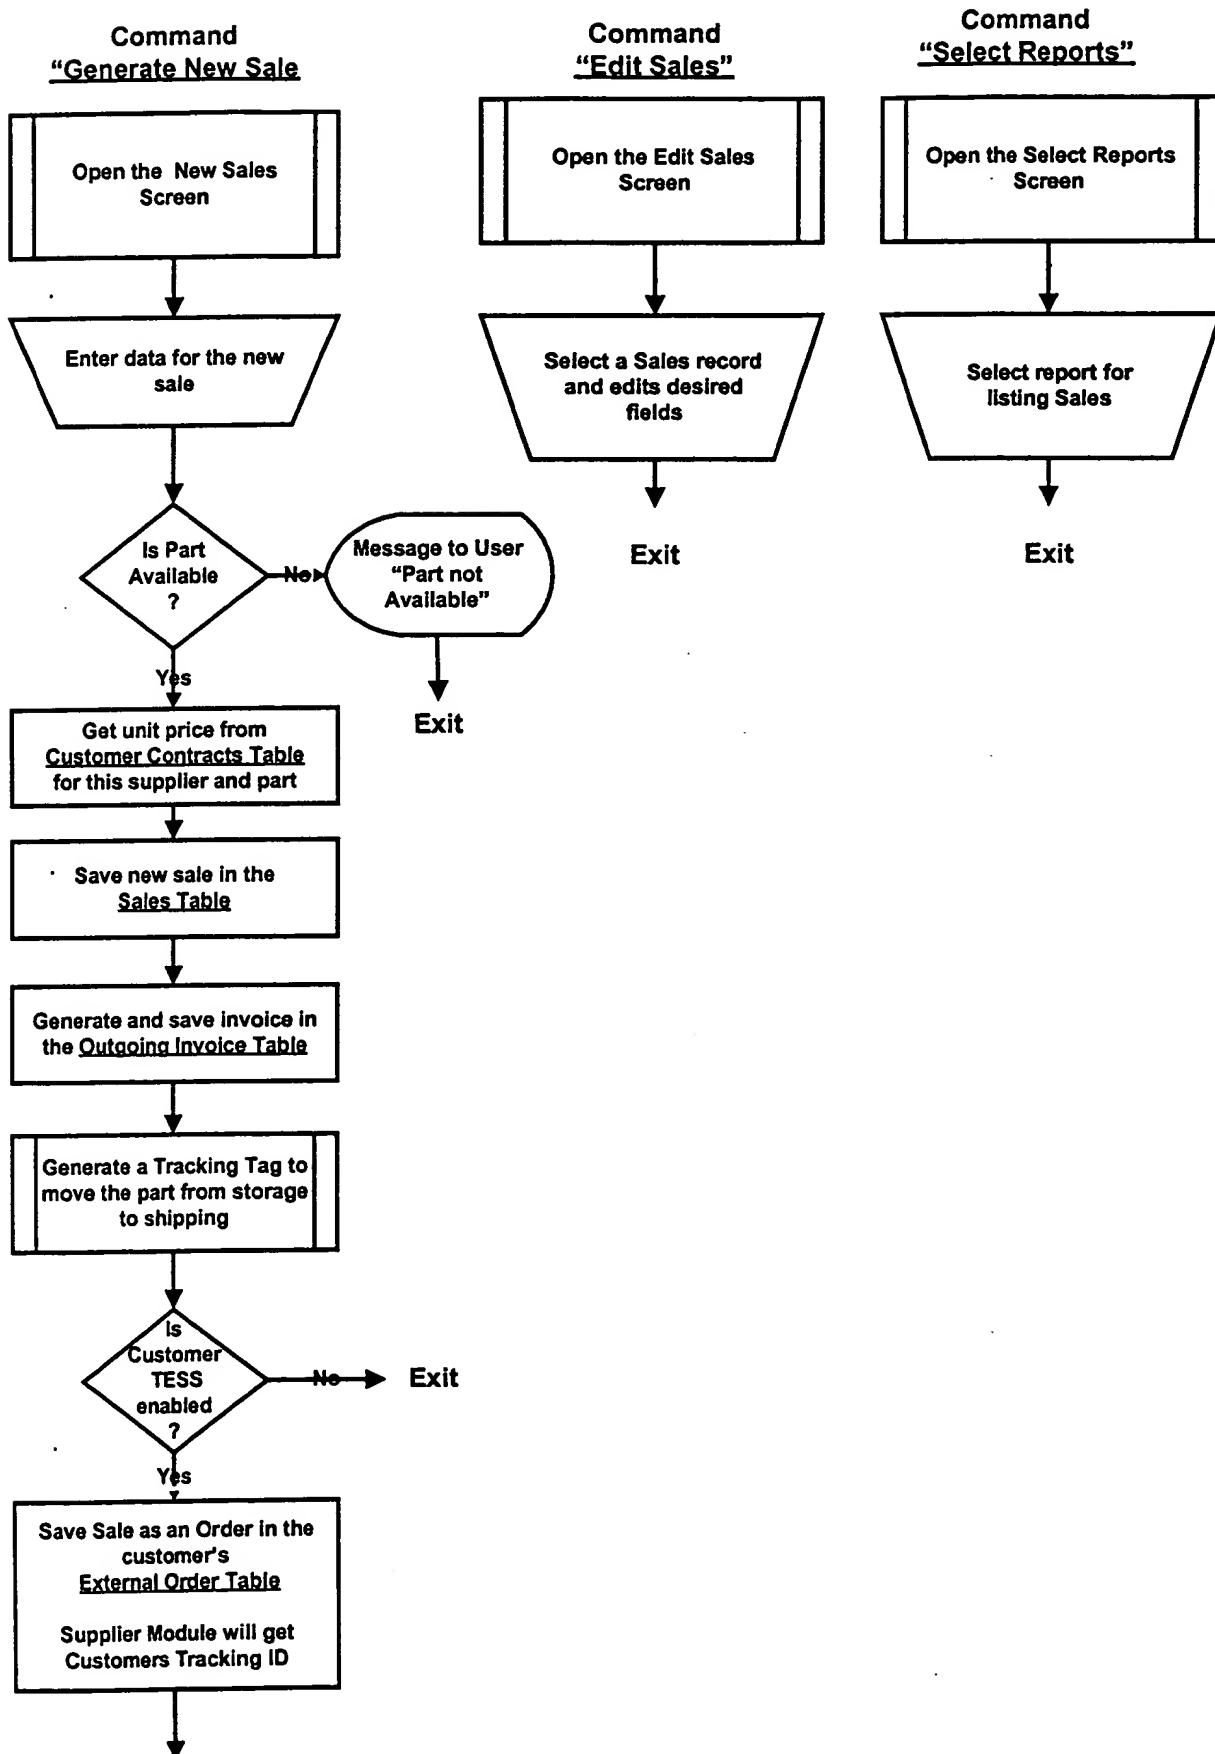 Command
"Generate New Sale
Open the New Sales
Screen
Enter data for the new
sale
Is Part
Available
?
No
Message to User
"Part not
Available"
Exit
Yes
Get unit price from
Customer Contracts Table
for this supplier and part
Save new sale in the
Sales Table
Generate and save invoice in
the Outgoing Invoice Table
Generate a Tracking Tag to
move the part from storage
to shipping
Is
Customer
TESS
enabled
?
No
Exit
Yes
Save Sale as an Order in the
customer's
External Order Table
Supplier Module will get
Customers Tracking ID
Command
"Edit Sales"
Open the Edit Sales
Screen
Select a Sales record
and edits desired
fields
Exit
Command
"Select Reports"
Open the Select Reports
Screen
Select report for
listing Sales
Exit